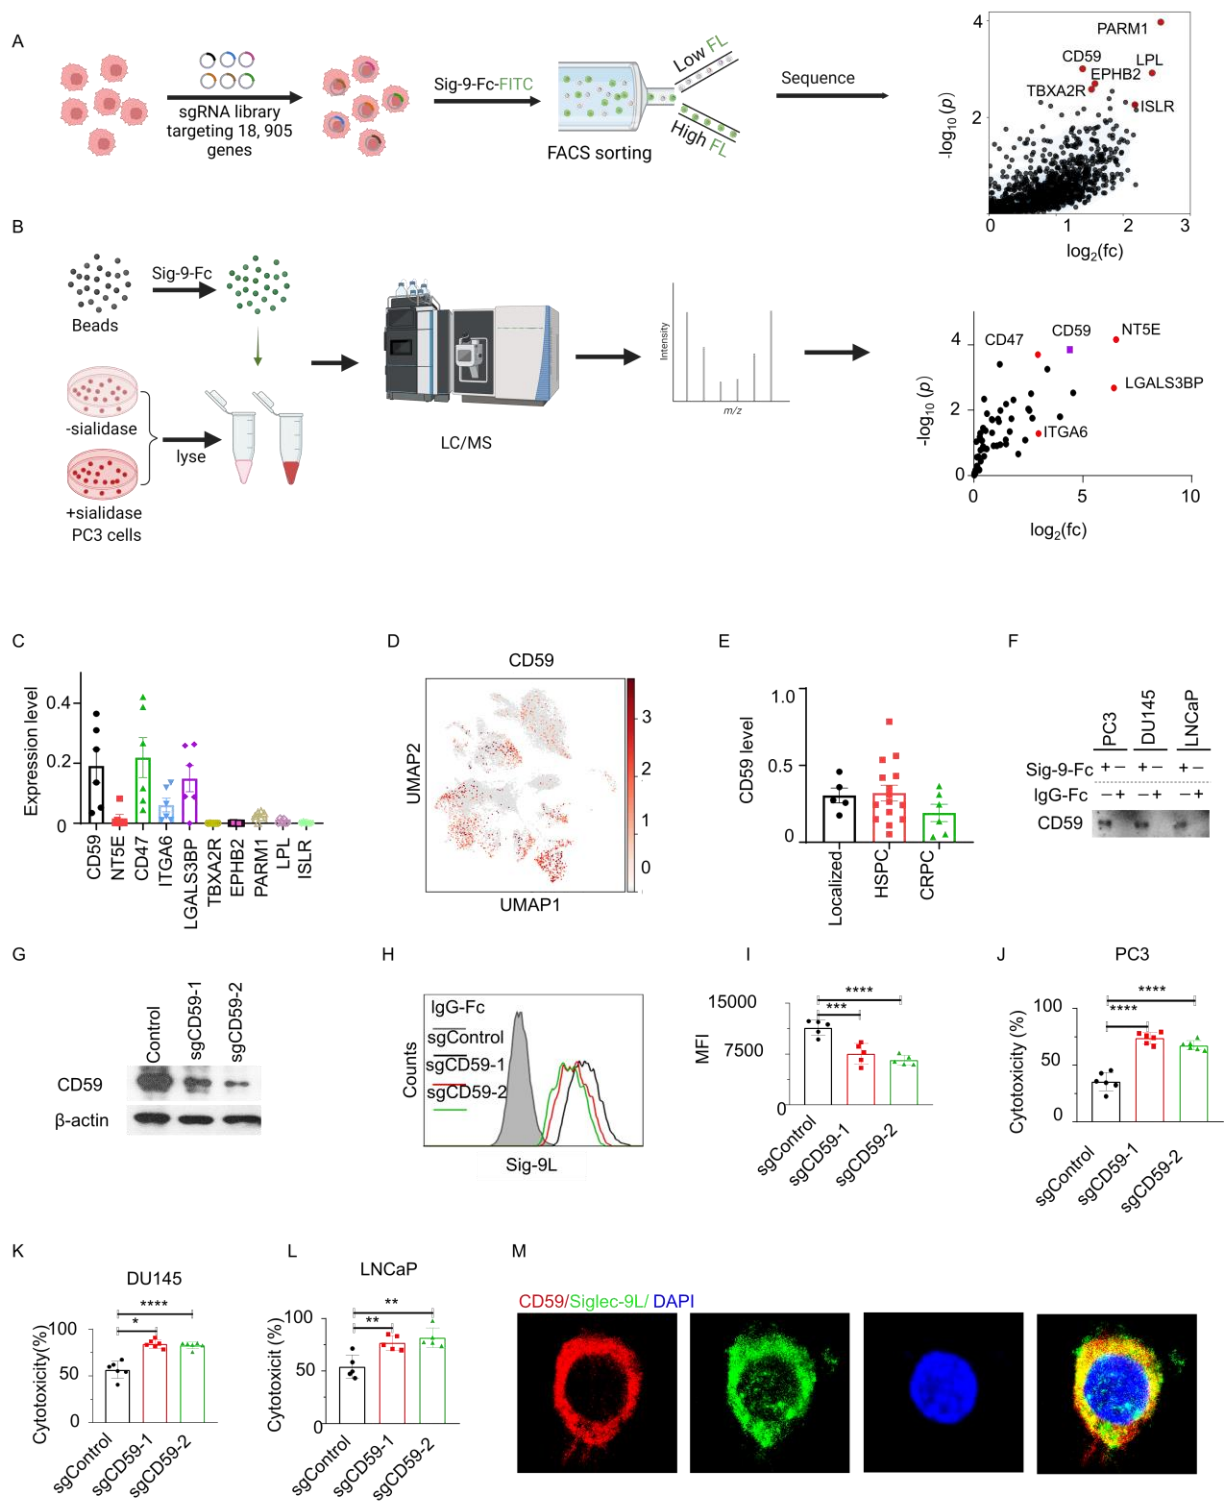 A
sgRNA library
targeting 18, 905
genes
Sig-9-Fc-FITC
FACS sorting
Low FL
High FL
Sequence
-log10 (p)
4
2
0
1
2
3
log2(fc)
PARM1
CD59
LPL
EPHB2
TBXA2R
ISLR
B
Beads
Sig-9-Fc
-sialidase
+sialidase
PC3 cells
lyse
LC/MS
Intensity
m/z
-log10 (p)
4
2
0
0
5
10
log2(fc)
CD47
CD59
NT5E
LGALS3BP
ITGA6
C
Expression level
0.4
0.2
0
CD59
NT5E
CD47
ITGA6
LGALS3BP
TBXA2R
EPHB2
PARM1
LPL
ISLR
D
CD59
UMAP2
UMAP1
3
2
1
0
E
CD59 level
1.0
0.5
0
Localized
HSPC
CRPC
F
PC3
DU145
LNCaP
Sig-9-Fc + − + − + −
IgG-Fc − + − + − +
CD59
G
Control
sgCD59-1
sgCD59-2
CD59
β-actin
H
IgG-Fc
sgControl
sgCD59-1
sgCD59-2
Counts
Sig-9L
I
MFI
15000
7500
0
****
***
sgControl
sgCD59-1
sgCD59-2
J
PC3
Cytotoxicity (%)
100
50
0
****
****
sgControl
sgCD59-1
sgCD59-2
K
DU145
Cytotoxicity(%)
100
50
0
****
*
sgControl
sgCD59-1
sgCD59-2
L
LNCaP
Cytotoxicit (%)
100
50
0
**
**
sgControl
sgCD59-1
sgCD59-2
M
CD59/Siglec-9L/ DAPI